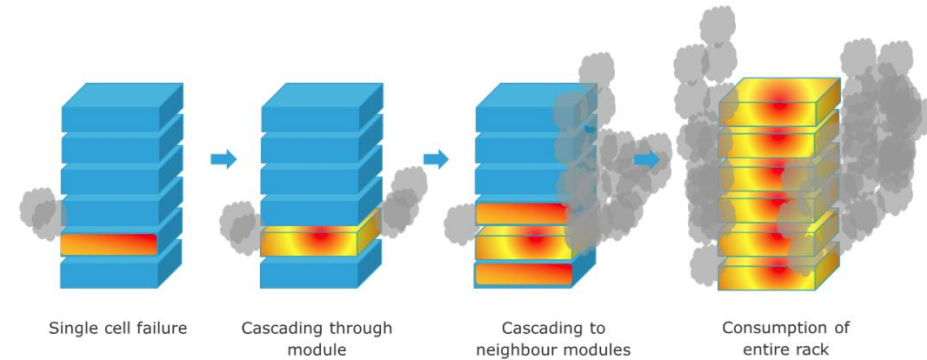 Single cell failure
Cascading through
module
Cascading to
neighbour modules
Consumption of
entire rack